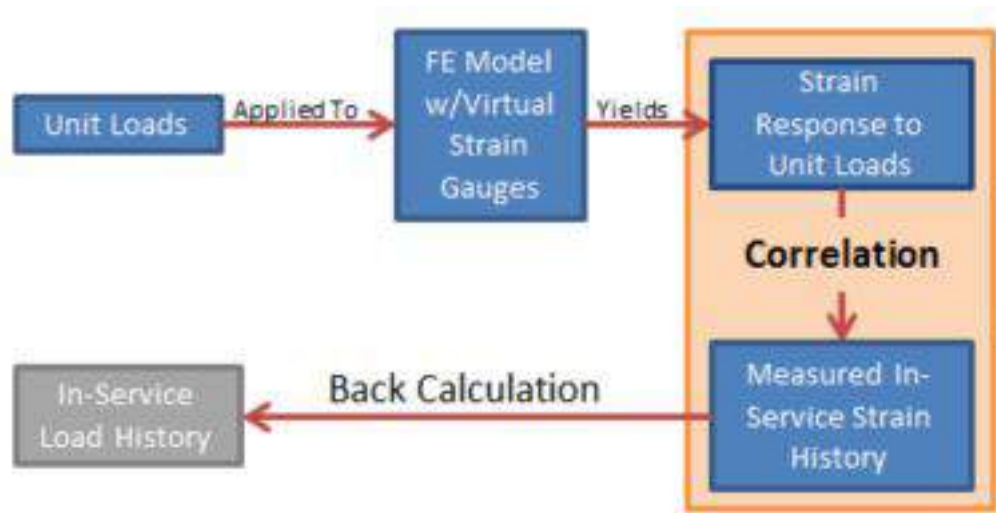 Unit Loads
Applied To
FE Model
w/Virtual
Strain
Gauges
Yields
Strain
Response to
Unit Loads
Correlation
Measured In-
Service Strain
History
Back Calculation
In-Service
Load History